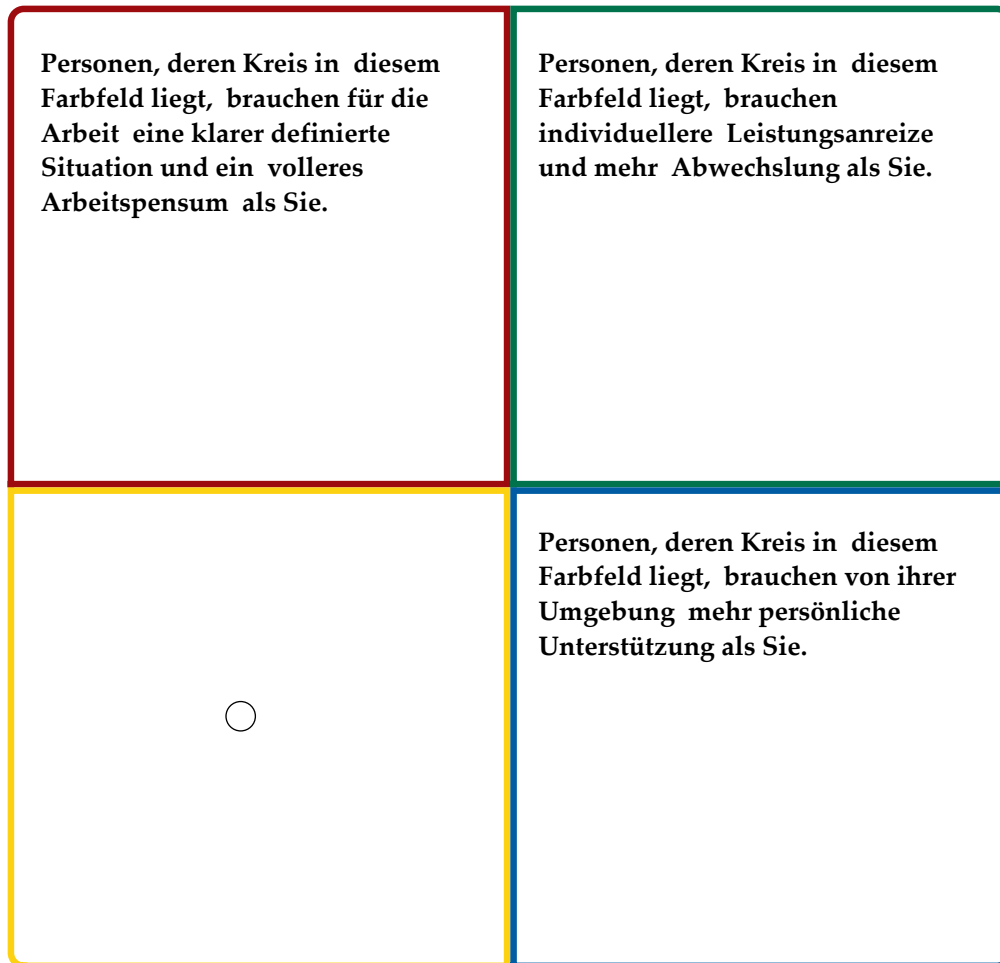 Personen, deren Kreis in diesem
Farbfeld liegt, brauchen für die
Arbeit eine klarer definierte
Situation und ein volleres
Arbeitspensum als Sie.
Personen, deren Kreis in diesem
Farbfeld liegt, brauchen
individuellere Leistungsanreize
und mehr Abwechslung als Sie.
Personen, deren Kreis in diesem
Farbfeld liegt, brauchen von ihrer
Umgebung mehr persönliche
Unterstützung als Sie.